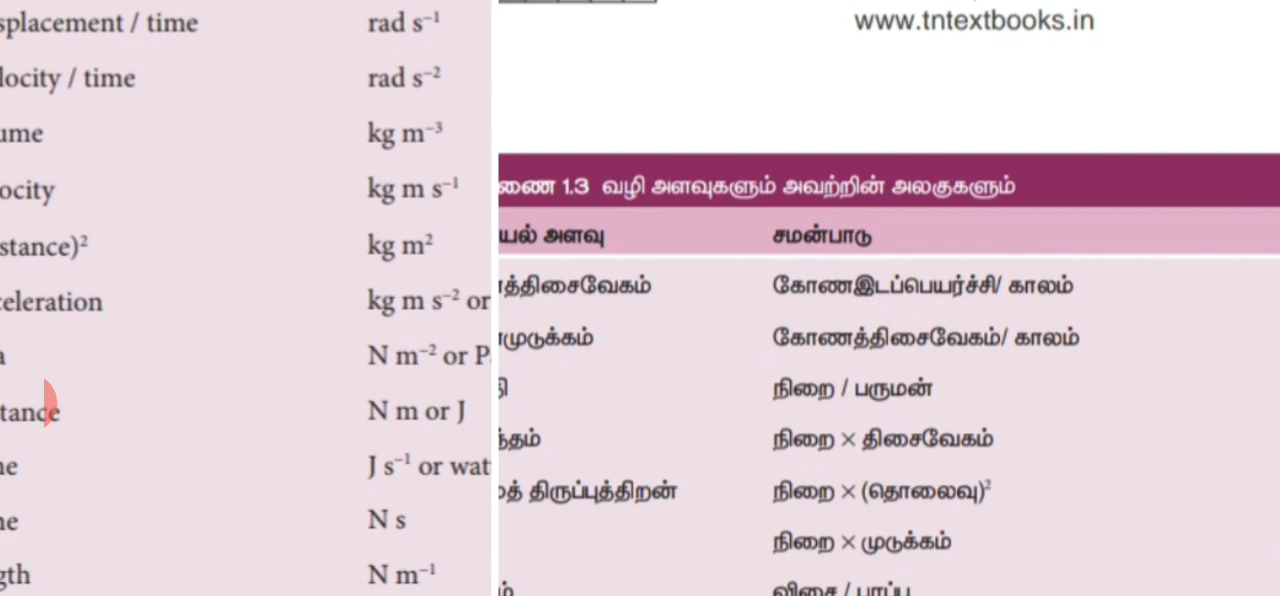 splacement / time rad s⁻¹
locity / time rad s⁻²
ume kg m⁻³
ocity kg m s⁻¹
stance)² kg m²
celeration kg m s⁻² or
a N m⁻² or P
tance N m or J
ne J s⁻¹ or wat
ne N s
gth N m⁻¹
www.tntextbooks.in
ணை 1.3 வழி அளவுகளும் அவற்றின் அலகுகளும்
யல் அளவு சமன்பாடு
த்திசைவேகம் கோணஇடப்பெயர்ச்சி/ காலம்
முடுக்கம் கோணத்திசைவேகம்/ காலம்
தி நிறை / பருமன்
்தம் நிறை × திசைவேகம்
த் திருப்புத்திறன் நிறை × (தொலைவு)²
நிறை × முடுக்கம்
ம் விசை / பரப்பு